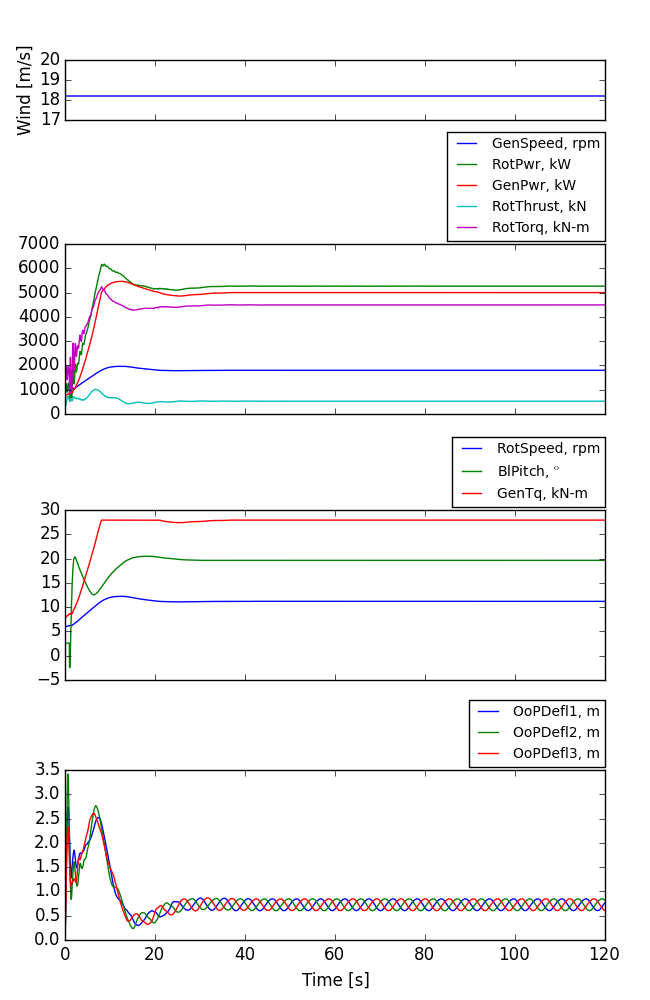 Wind [m/s]
20
19
18
17
GenSpeed, rpm
RotPwr, kW
GenPwr, kW
RotThrust, kN
RotTorq, kN-m
7000
6000
5000
4000
3000
2000
1000
0
RotSpeed, rpm
BlPitch, °
GenTq, kN-m
30
25
20
15
10
5
0
−5
OoPDefl1, m
OoPDefl2, m
OoPDefl3, m
3.5
3.0
2.5
2.0
1.5
1.0
0.5
0.0
0 20 40 60 80 100 120
Time [s]